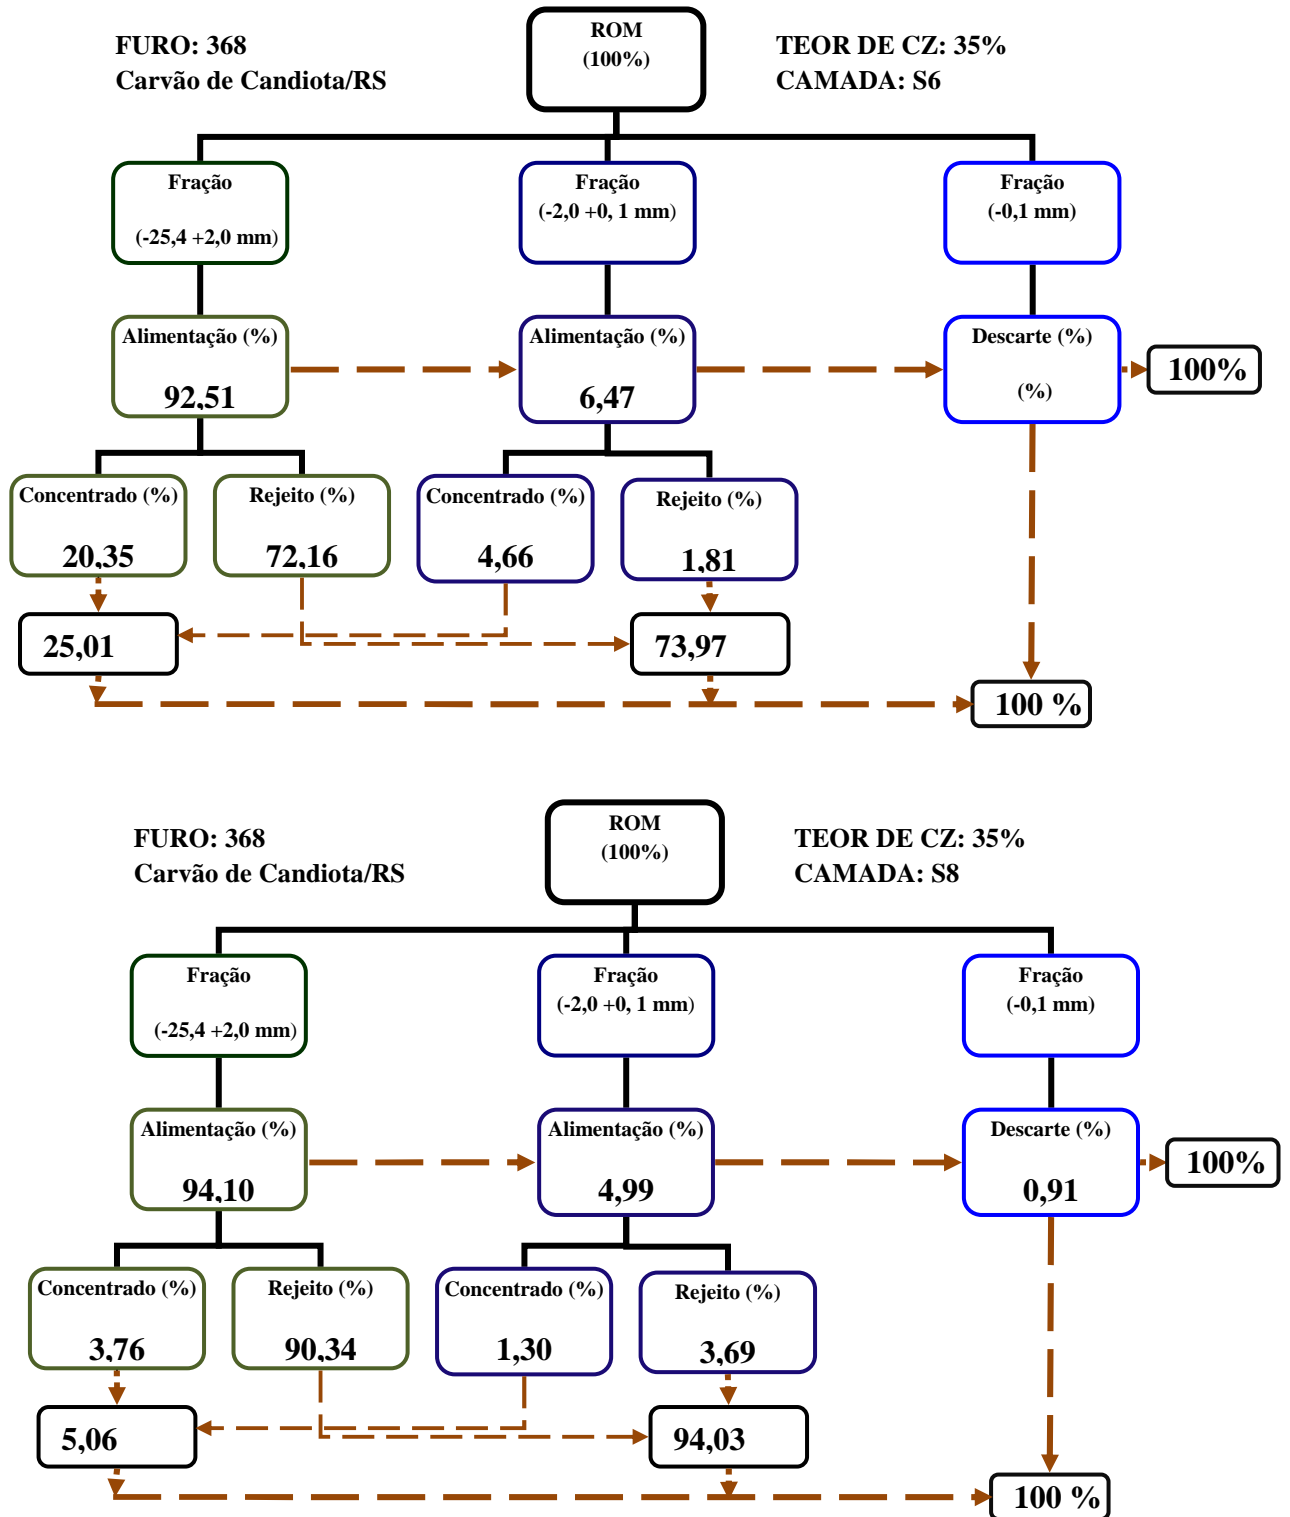 ROM
(100%)
FURO: 368
Carvão de Candiota/RS
TEOR DE CZ: 35%
CAMADA: S6
Fração
(-25,4 +2,0 mm)
Fração
(-2,0 +0, 1 mm)
Fração
(-0,1 mm)
Alimentação (%)
92,51
Alimentação (%)
6,47
Descarte (%)
(%)
100%
Concentrado (%)
20,35
Rejeito (%)
72,16
Concentrado (%)
4,66
Rejeito (%)
1,81
25,01
73,97
100 %
ROM
(100%)
FURO: 368
Carvão de Candiota/RS
TEOR DE CZ: 35%
CAMADA: S8
Fração
(-25,4 +2,0 mm)
Fração
(-2,0 +0, 1 mm)
Fração
(-0,1 mm)
Alimentação (%)
94,10
Alimentação (%)
4,99
Descarte (%)
0,91
100%
Concentrado (%)
3,76
Rejeito (%)
90,34
Concentrado (%)
1,30
Rejeito (%)
3,69
5,06
94,03
100 %